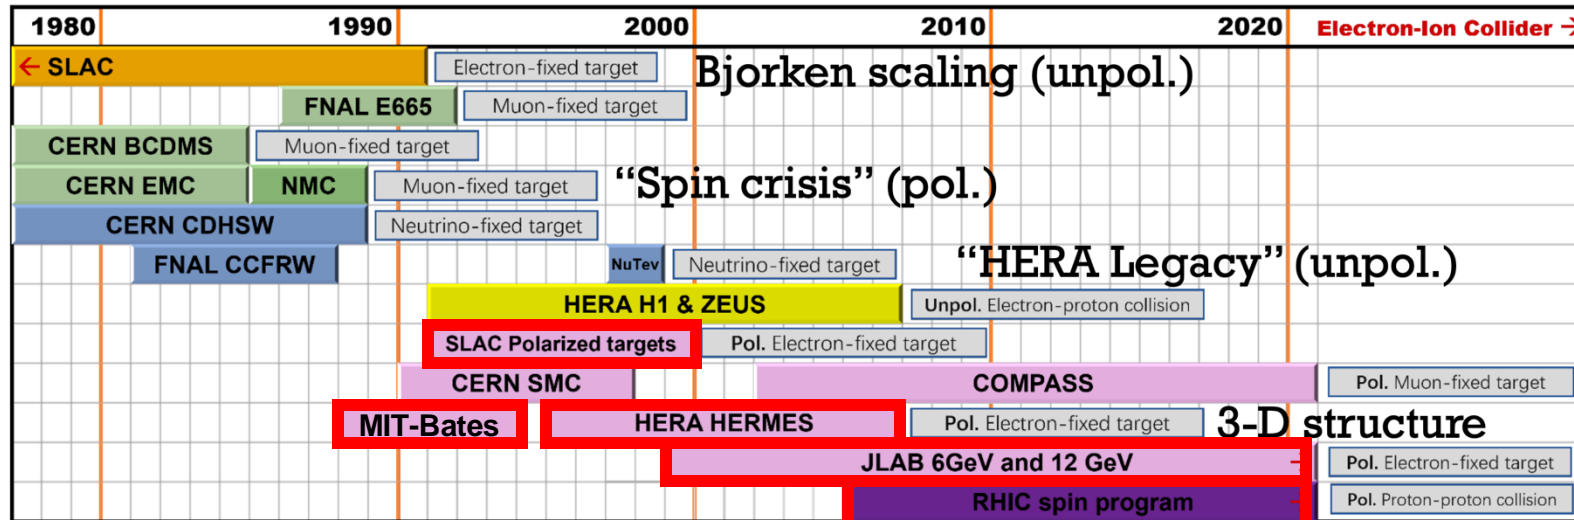 1980 1990 2000 2010 2020 Electron-Ion Collider →
← SLAC Electron-fixed target Bjorken scaling (unpol.)
FNAL E665 Muon-fixed target
CERN BCDMS Muon-fixed target
CERN EMC NMC Muon-fixed target “Spin crisis” (pol.)
CERN CDHSW Neutrino-fixed target
FNAL CCFRW NuTev Neutrino-fixed target “HERA Legacy” (unpol.)
HERA H1 & ZEUS Unpol. Electron-proton collision
SLAC Polarized targets Pol. Electron-fixed target
CERN SMC COMPASS Pol. Muon-fixed target
MIT-Bates HERA HERMES Pol. Electron-fixed target 3-D structure
JLAB 6GeV and 12 GeV → Pol. Electron-fixed target
RHIC spin program → Pol. Proton-proton collision